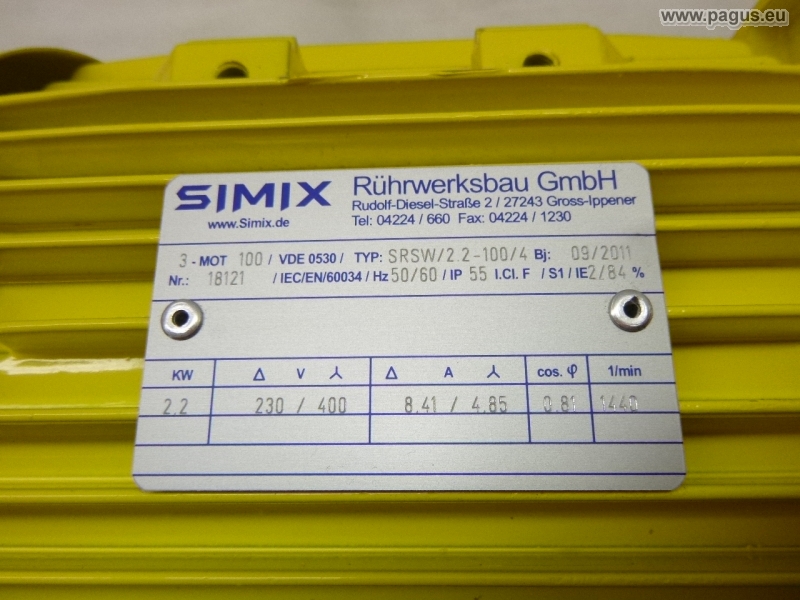 www.pagus.eu
SIMIX
www.Simix.de
Rührwerksbau GmbH
Rudolf-Diesel-Straße 2 / 27243 Gross-Ippener
Tel: 04224 / 660 Fax: 04224 / 1230
3 - MOT 100 / VDE 0530 / TYP: SRSW/2.2-100/4 Bj: 09/2011
Nr.: 18121 / IEC/EN/60034 / Hz 50/60 / IP 55 I.Cl. F / S1 / IE2/84 %
KW Δ V ⅄ Δ A ⅄ cos. φ 1/min
2.2 230 / 400 8.41 / 4.85 0.81 1440